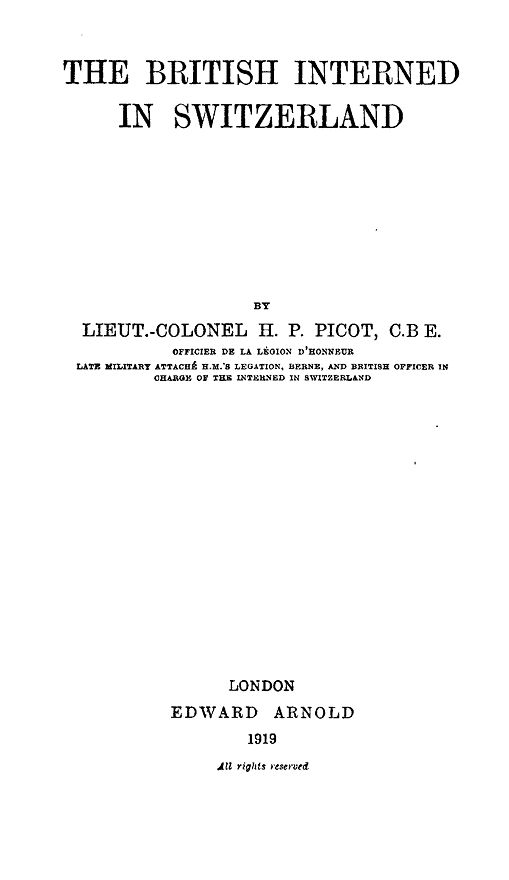 THE BRITISH INTERNED
IN SWITZERLAND
BY
LIEUT.-COLONEL H. P. PICOT, C.B E.
OFFICIER DE LA LÉGION D'HONNEUR
LATE MILITARY ATTACHÉ H.M.'S LEGATION, BERNE, AND BRITISH OFFICER IN
CHARGE OF THE INTERNED IN SWITZERLAND
LONDON
EDWARD ARNOLD
1919
All rights reserved